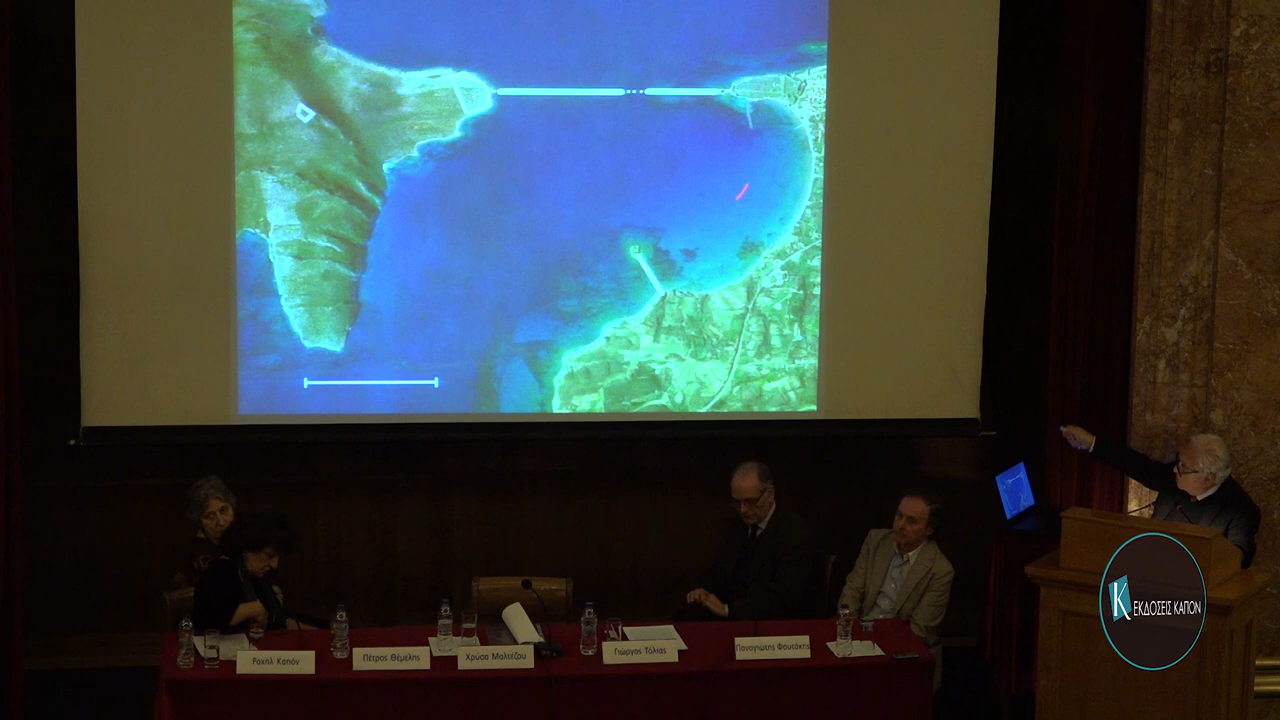 Ραχήλ Καπόν
Πέτρος Θέμελης
Χρύσα Μαλτέζου
Γιώργος Τόλιας
Παναγιώτης Φουτάκης
K ΕΚΔΟΣΕΙΣ ΚΑΠΟΝ